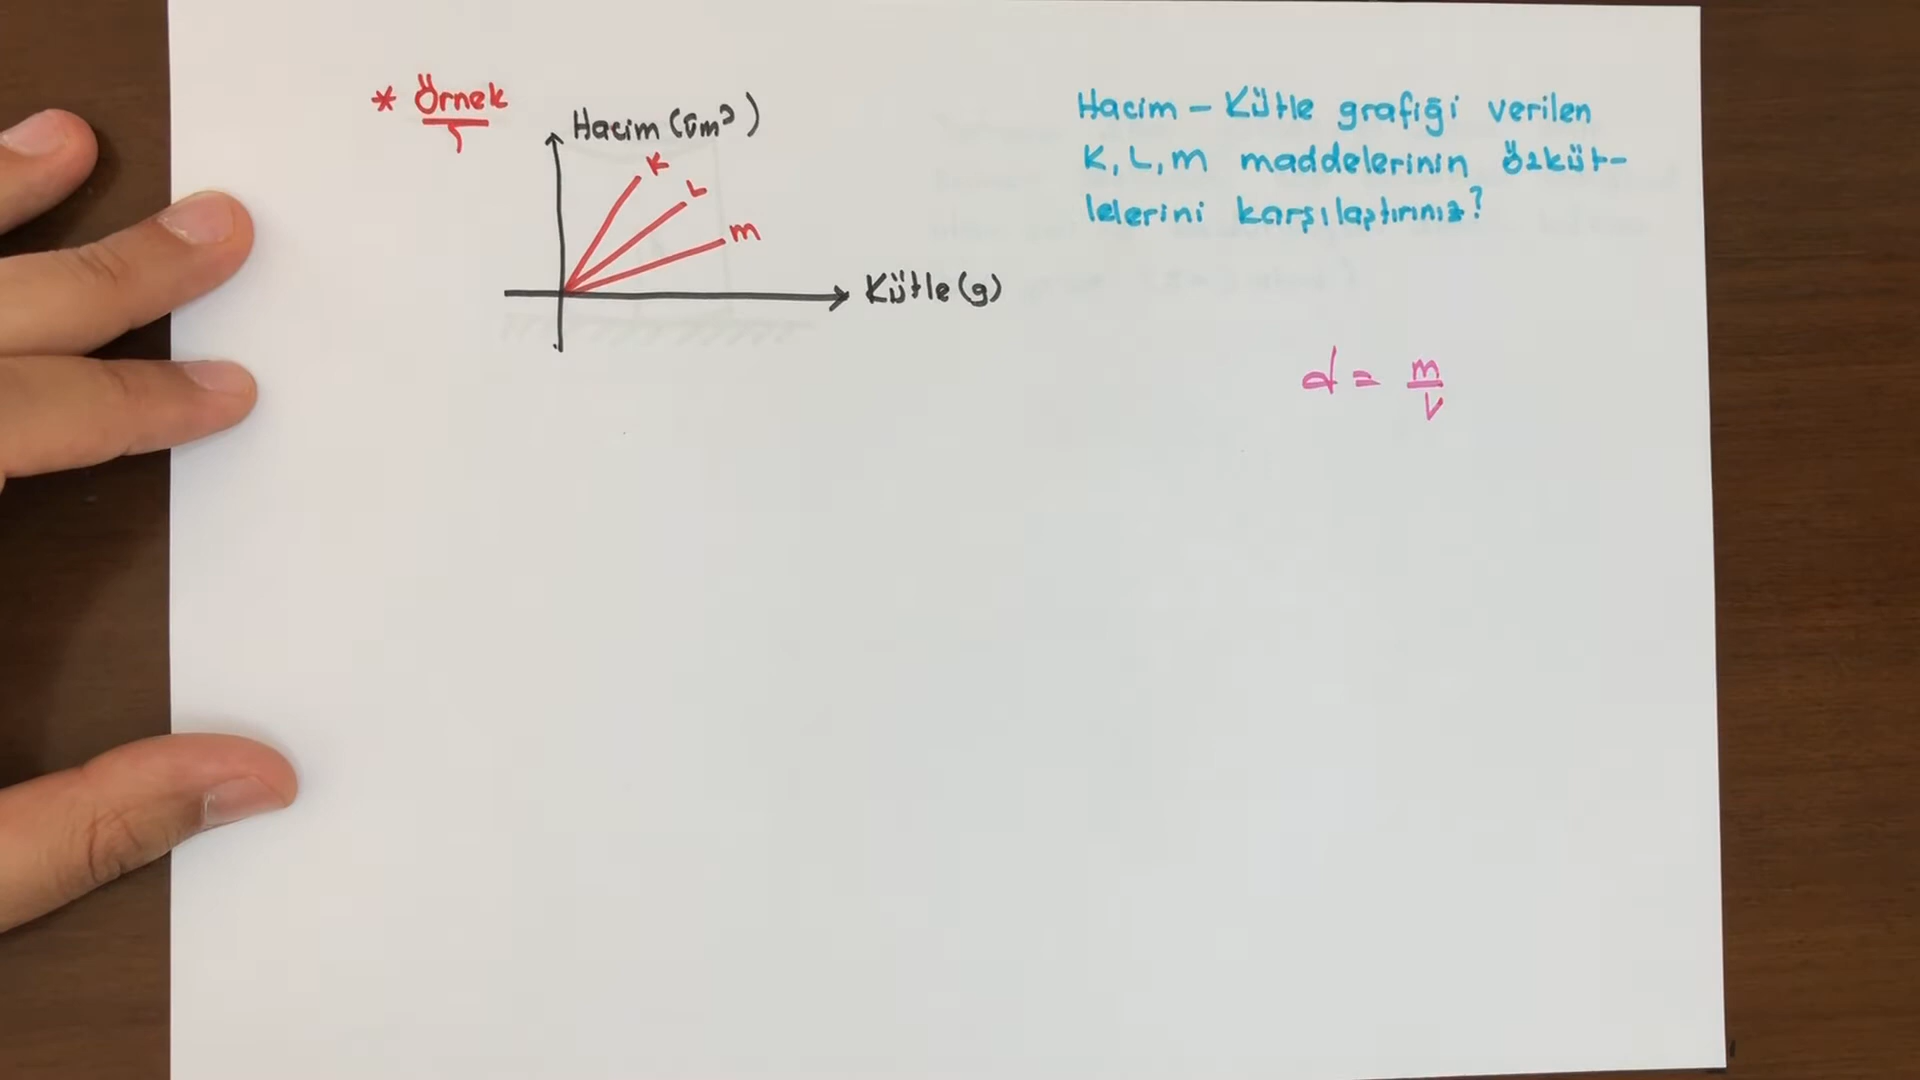 * Örnek
Hacim (cm³)
K
L
m
Kütle (g)
Hacim - Kütle grafiği verilen
K, L, m maddelerinin özküt-
lelerini karşılaştırınız?
d = m/V